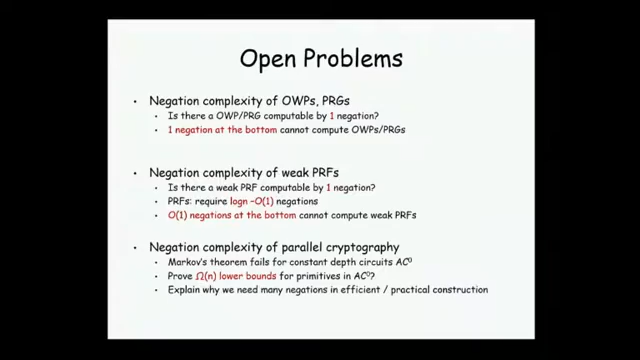 Open Problems
• Negation complexity of OWPs, PRGs
• Is there a OWP/PRG computable by 1 negation?
• 1 negation at the bottom cannot compute OWPs/PRGs
• Negation complexity of weak PRFs
• Is there a weak PRF computable by 1 negation?
• PRFs: require logn –O(1) negations
• O(1) negations at the bottom cannot compute weak PRFs
• Negation complexity of parallel cryptography
• Markov's theorem fails for constant depth circuits AC⁰
• Prove Ω(n) lower bounds for primitives in AC⁰?
• Explain why we need many negations in efficient / practical construction